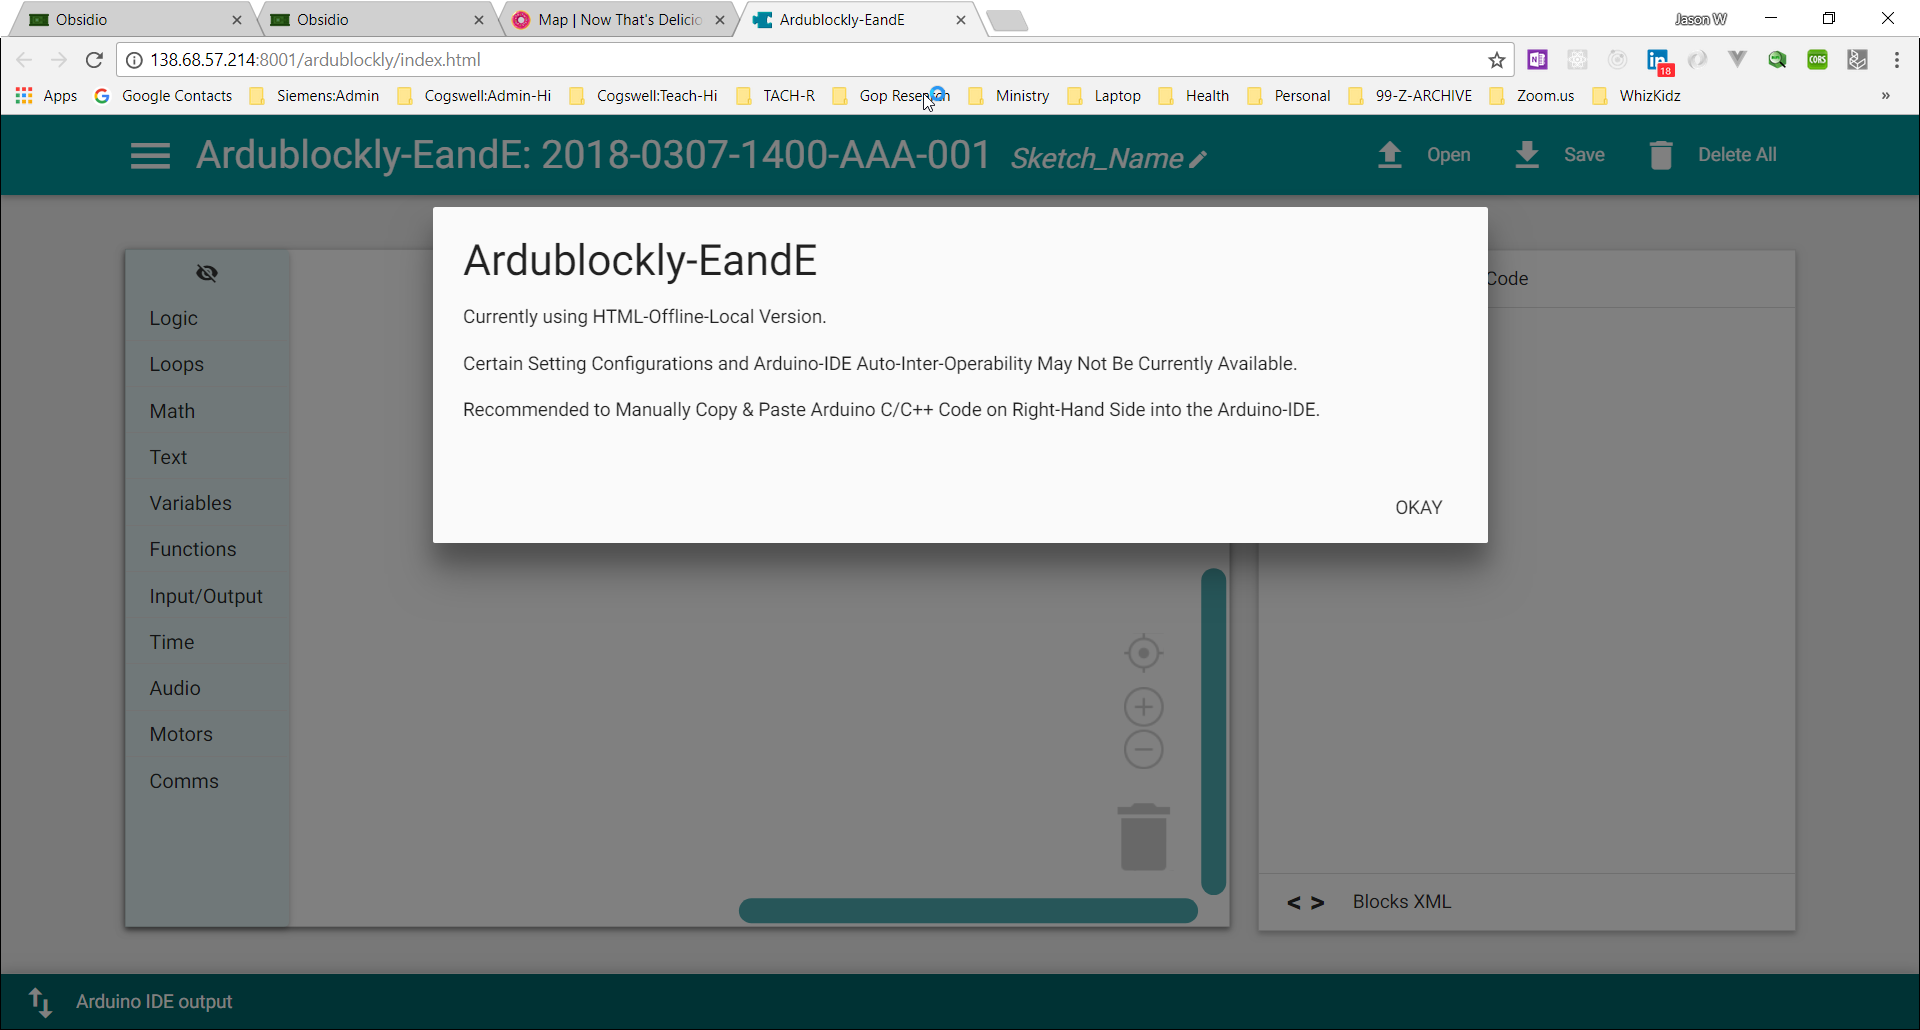 Obsidio
Obsidio
Map | Now That's Delicio
Ardublockly-EandE
Jason W
138.68.57.214:8001/ardublockly/index.html
18
CORS
Apps
Google Contacts
Siemens:Admin
Cogswell:Admin-Hi
Cogswell:Teach-Hi
TACH-R
Gop Research
Ministry
Laptop
Health
Personal
99-Z-ARCHIVE
Zoom.us
WhizKidz
»
Ardublockly-EandE: 2018-0307-1400-AAA-001
Sketch_Name
Open
Save
Delete All
Ardublockly-EandE
Currently using HTML-Offline-Local Version.
Certain Setting Configurations and Arduino-IDE Auto-Inter-Operability May Not Be Currently Available.
Recommended to Manually Copy & Paste Arduino C/C++ Code on Right-Hand Side into the Arduino-IDE.
OKAY
Logic
Loops
Math
Text
Variables
Functions
Input/Output
Time
Audio
Motors
Comms
Code
< > Blocks XML
Arduino IDE output